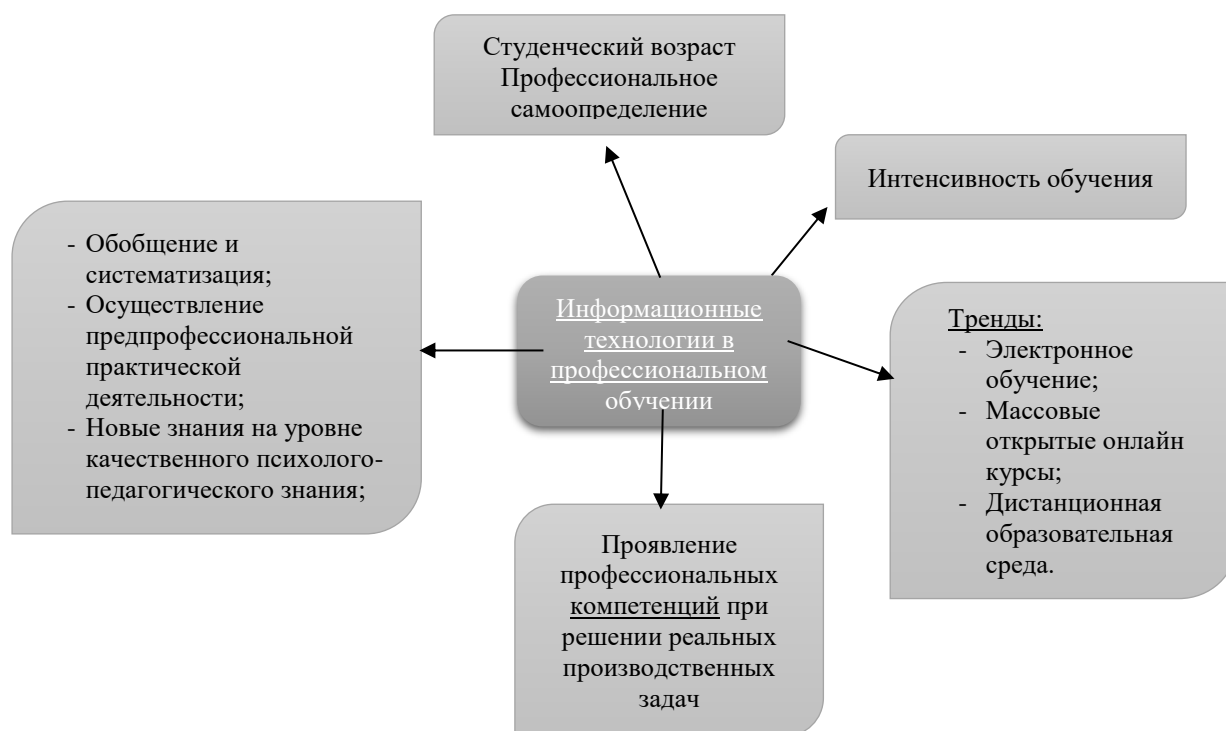 Студенческий возраст
Профессиональное
самоопределение
Интенсивность обучения
- Обобщение и
систематизация;
- Осуществление
предпрофессиональной
практической
деятельности;
- Новые знания на уровне
качественного психолого-
педагогического знания;
Информационные
технологии в
профессиональном
обучении
Тренды:
- Электронное
обучение;
- Массовые
открытые онлайн
курсы;
- Дистанционная
образовательная
среда.
Проявление
профессиональных
компетенций при
решении реальных
производственных
задач